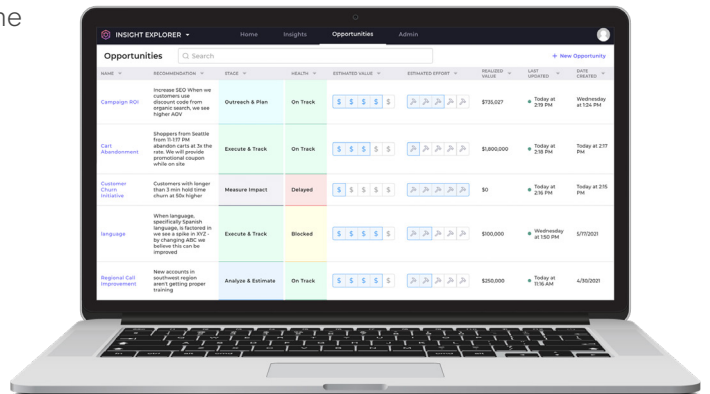 ne
INSIGHT EXPLORER Home Insights Opportunities Admin
Opportunities Search + New Opportunity
NAME RECOMMENDATION STAGE HEALTH ESTIMATED VALUE ESTIMATED EFFORT REALIZED VALUE LAST UPDATED DATE CREATED
Campaign ROI
Increase SEO When we
customers use
discount code from
organic search, we see
higher AOV
Outreach & Plan
On Track
$ $ $ $ $
$735,027
Today at
2:19 PM
Wednesday
at 1:24 PM
Cart
Abandonment
Shoppers from Seattle
from 11-1:17 PM
abandon carts at 3x the
rate. We will provide
promotional coupon
while on site
Execute & Track
On Track
$ $ $ $ $
$1,800,000
Today at
2:18 PM
Today at 2:17
PM
Customer
Churn
Initiative
Customers with longer
than 3 min hold time
churn at 50x higher
Measure Impact
Delayed
$ $ $ $ $
$0
Today at
2:16 PM
Today at 2:15
PM
language
When language,
specifically Spanish
language, is factored in
we see a spike in XYZ -
by changing ABC we
believe this can be
improved
Execute & Track
Blocked
$ $ $ $ $
$100,000
Wednesday
at 1:50 PM
5/17/2021
Regional Call
Improvement
New accounts in
southwest region
aren't getting proper
training
Analyze & Estimate
On Track
$ $ $ $ $
$250,000
Today at
11:16 AM
4/30/2021